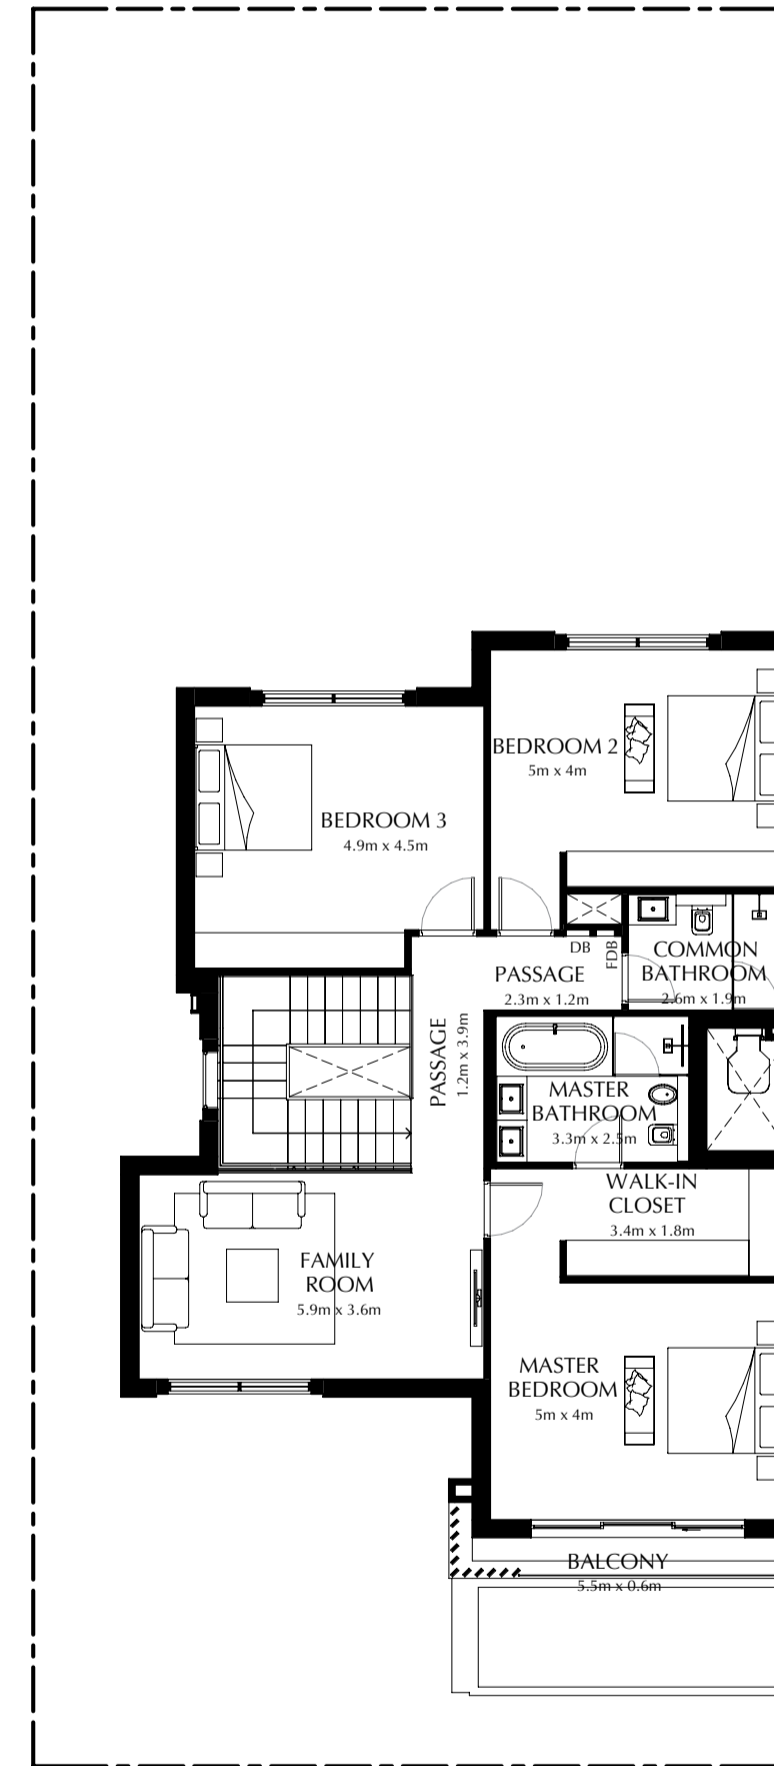 BEDROOM 2
5m x 4m
BEDROOM 3
4.9m x 4.5m
DB
FDB
COMMON
BATHROOM
2.6m x 1.9m
PASSAGE
2.3m x 1.2m
PASSAGE
1.2m x 3.9m
MASTER
BATHROOM
3.3m x 2.5m
WALK-IN
CLOSET
3.4m x 1.8m
FAMILY
ROOM
5.9m x 3.6m
MASTER
BEDROOM
5m x 4m
BALCONY
5.5m x 0.6m